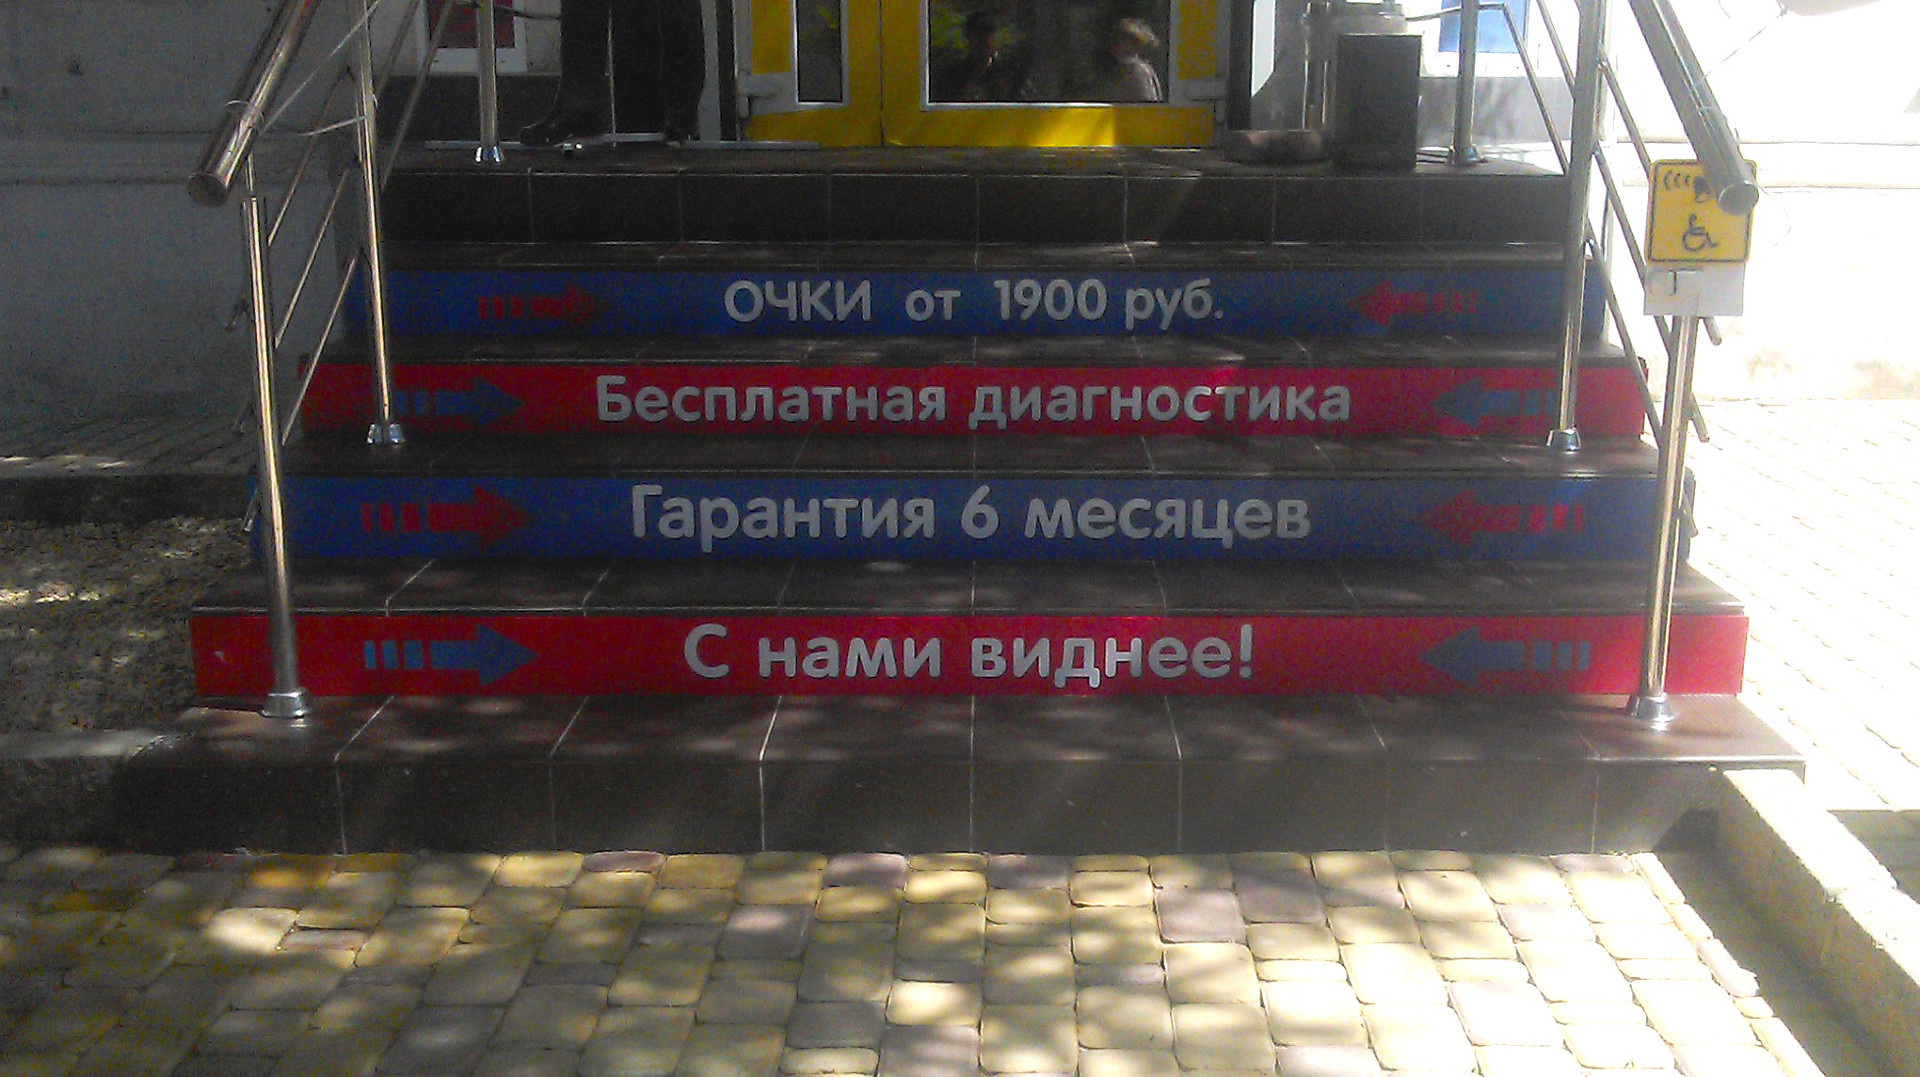 ОЧКИ от 1900 руб.
Бесплатная диагностика
Гарантия 6 месяцев
С нами виднее!